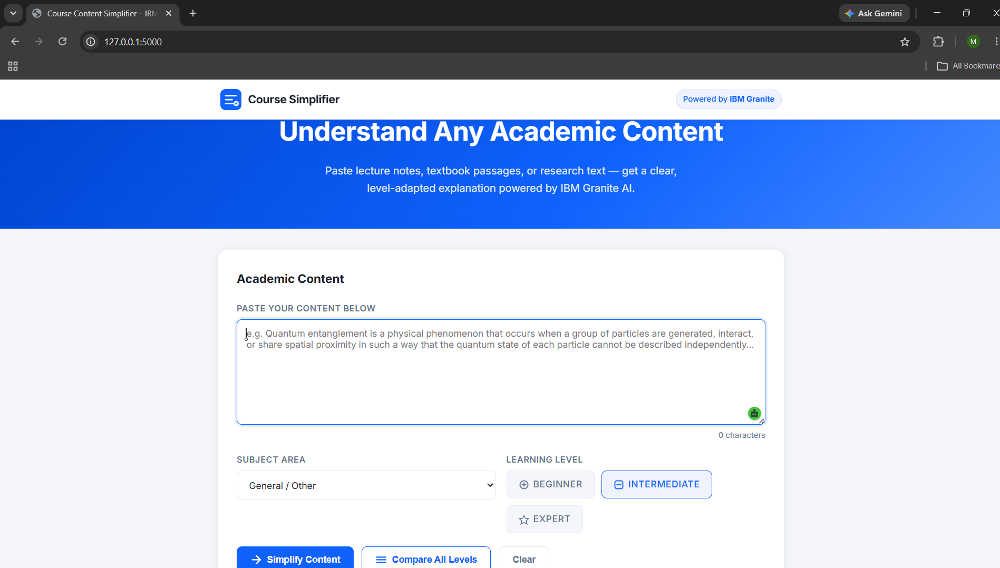 Course Content Simplifier – IBM
Ask Gemini
127.0.0.1:5000
M
All Bookmarks
Course Simplifier
Powered by IBM Granite
Understand Any Academic Content
Paste lecture notes, textbook passages, or research text — get a clear,
level-adapted explanation powered by IBM Granite AI.
Academic Content
PASTE YOUR CONTENT BELOW
e.g. Quantum entanglement is a physical phenomenon that occurs when a group of particles are generated, interact,
or share spatial proximity in such a way that the quantum state of each particle cannot be described independently...
0 characters
SUBJECT AREA
LEARNING LEVEL
General / Other
BEGINNER
INTERMEDIATE
EXPERT
Simplify Content
Compare All Levels
Clear